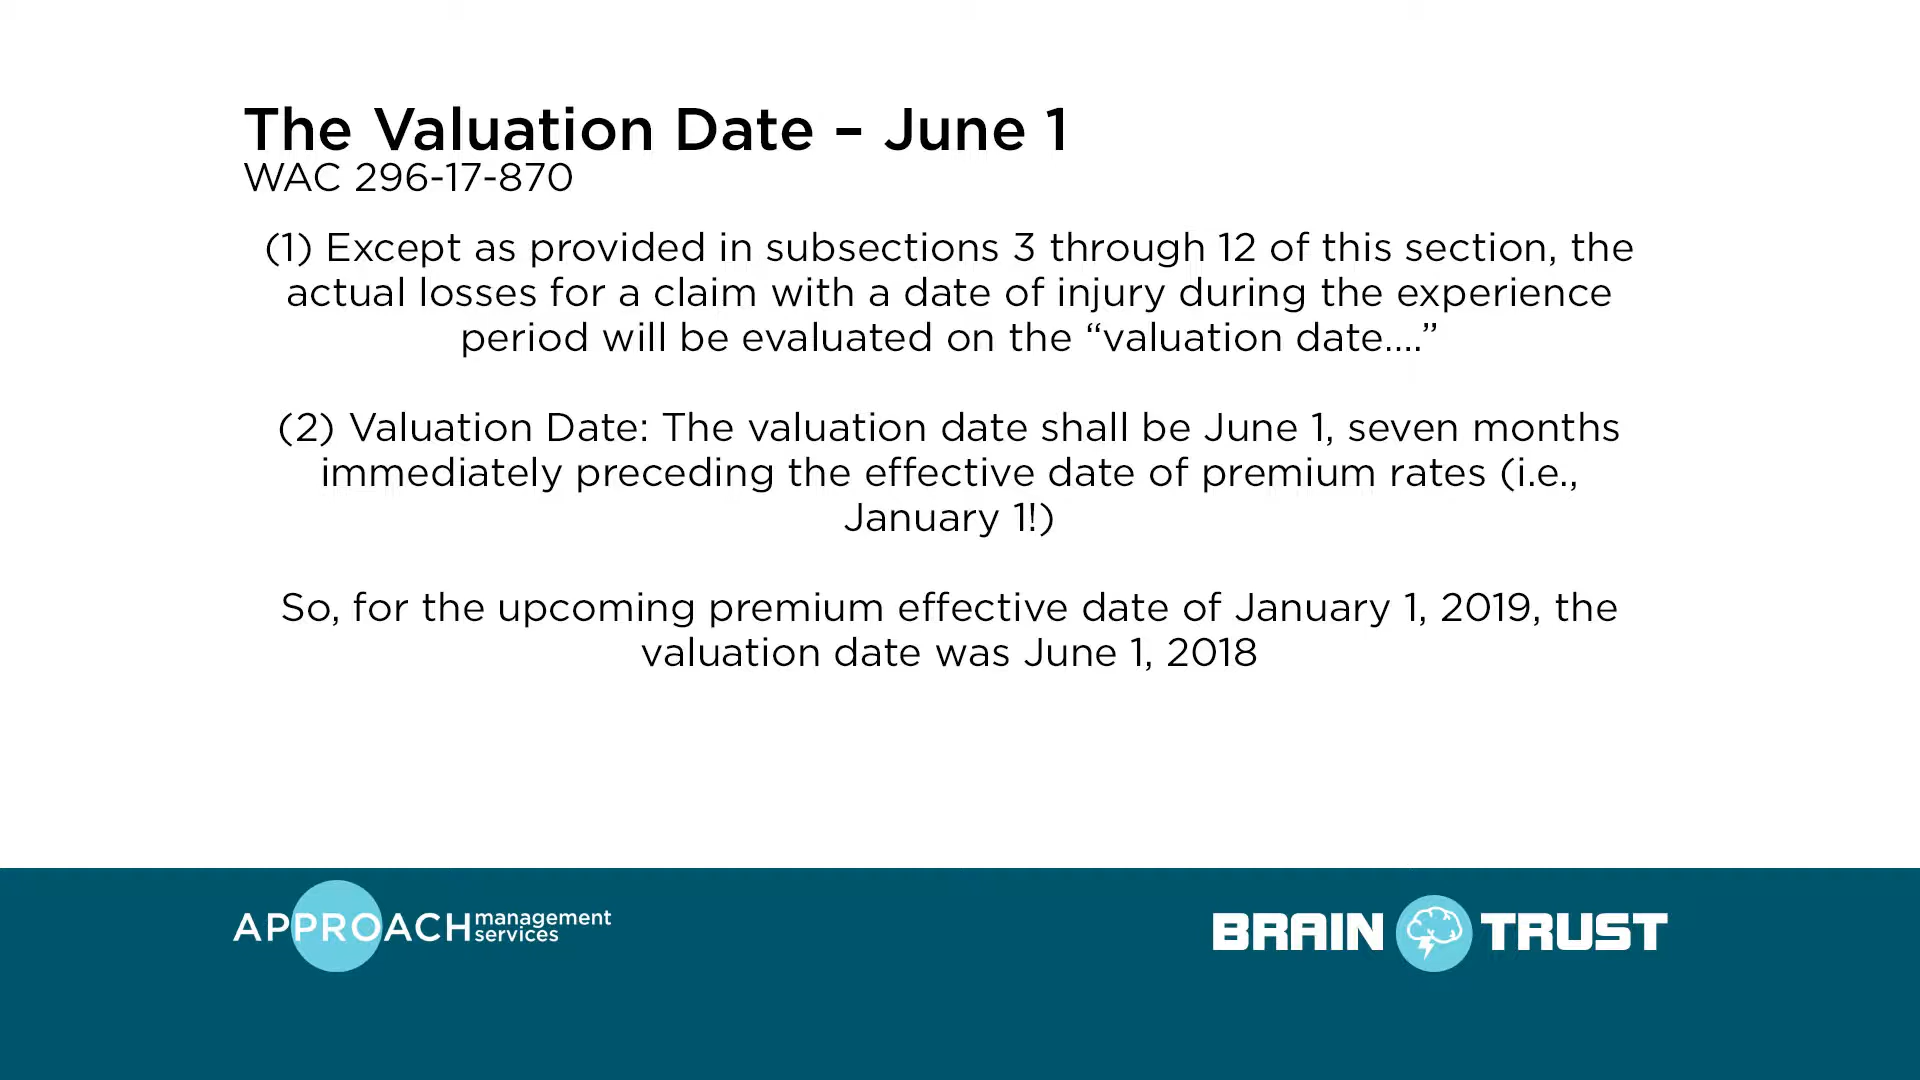 The Valuation Date – June 1
WAC 296-17-870
(1) Except as provided in subsections 3 through 12 of this section, the
actual losses for a claim with a date of injury during the experience
period will be evaluated on the “valuation date....”
(2) Valuation Date: The valuation date shall be June 1, seven months
immediately preceding the effective date of premium rates (i.e.,
January 1!)
So, for the upcoming premium effective date of January 1, 2019, the
valuation date was June 1, 2018
APPROACH management
services
BRAIN TRUST